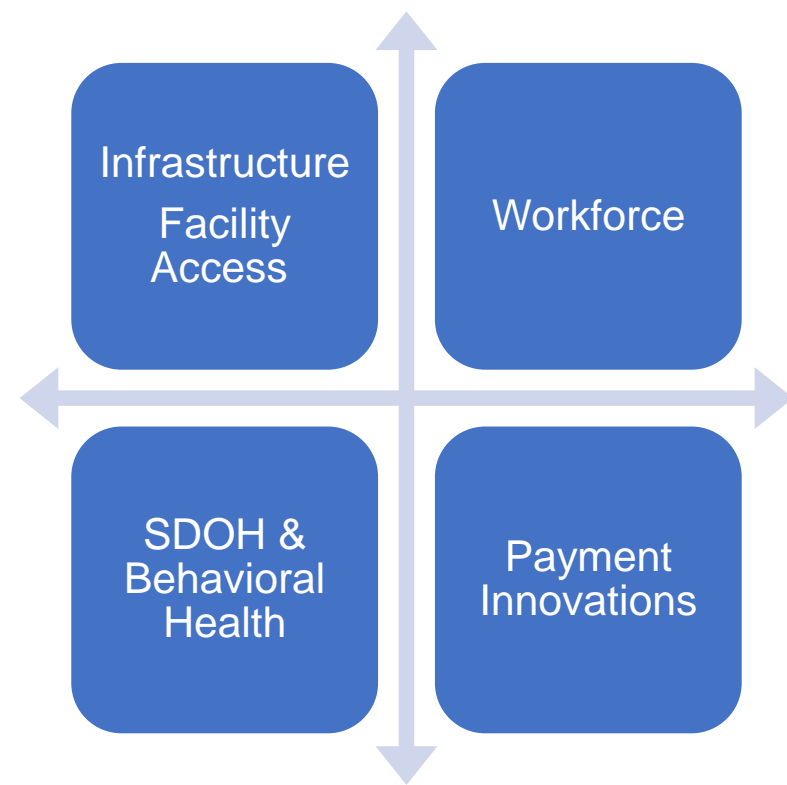 Infrastructure
Facility
Access
Workforce
SDOH &
Behavioral
Health
Payment
Innovations